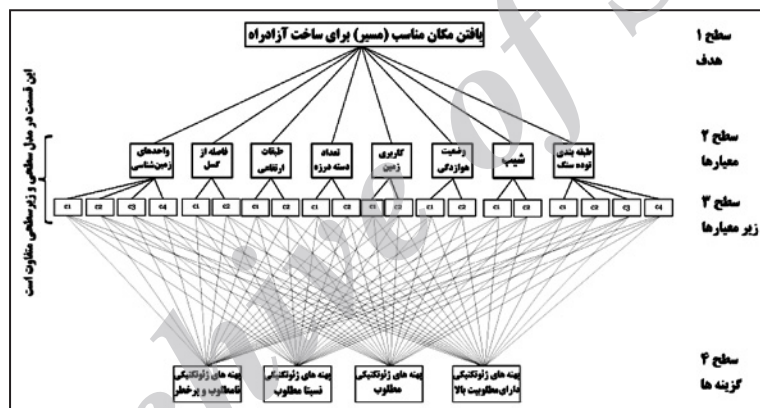 یافتن مکان مناسب (مسیر) برای ساخت آزادراه
سطح ۱
هدف
سطح ۲
معیارها
طبقه بندی
توده سنگ
شیب
وضعیت
هوازدگی
کاربری
زمین
تعداد
دسته درزه
طبقات
ارتفاعی
فاصله از
گسل
واحدهای
زمین‌شناسی
سطح ۳
زیر معیارها
c1 c2 c3 c4 c1 c2 c1 c2 c1 c2 c1 c2 c1 c2 c1 c2 c1 c2 c3 c4
سطح ۴
گزینه ها
پهنه های ژئوتکنیکی
دارای مطلوبیت بالا
پهنه های ژئوتکنیکی
مطلوب
پهنه های ژئوتکنیکی
نسبتا مطلوب
پهنه های ژئوتکنیکی
نامطلوب و پرخطر
این قسمت در مدل سطحی و زیرسطحی متفاوت است
hive of